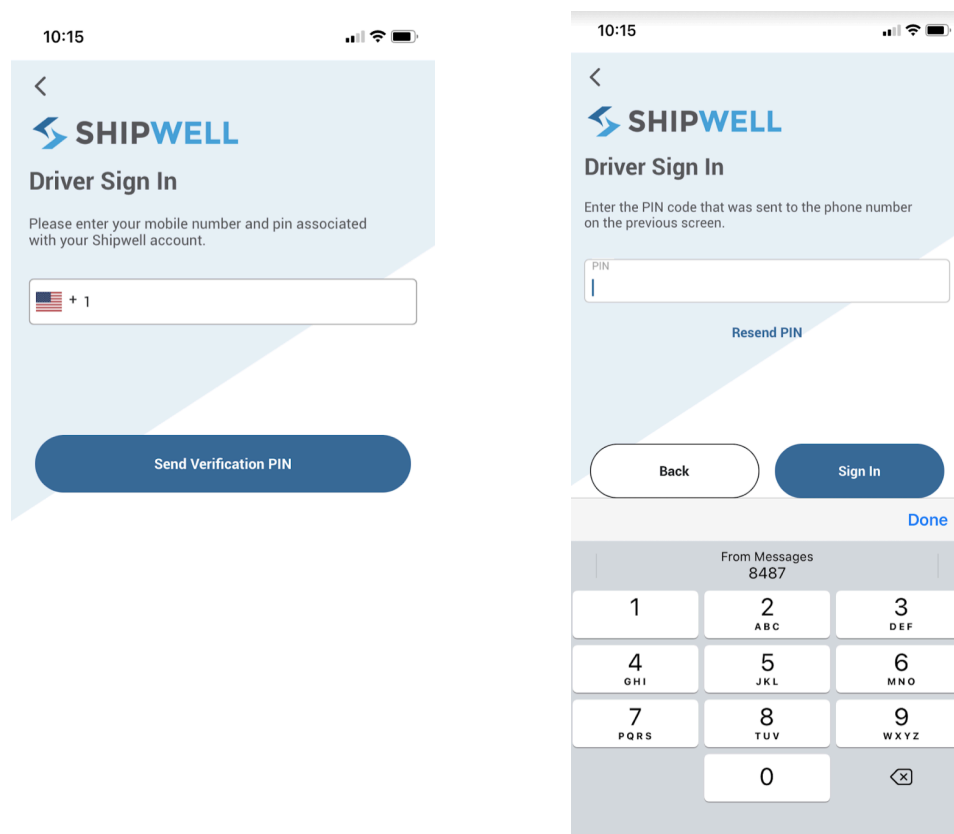 10:15
SHIPWELL
Driver Sign In
Please enter your mobile number and pin associated
with your Shipwell account.
+ 1
Send Verification PIN
10:15
SHIPWELL
Driver Sign In
Enter the PIN code that was sent to the phone number
on the previous screen.
PIN
Resend PIN
Back
Sign In
Done
From Messages
8487
1
2
ABC
3
DEF
4
GHI
5
JKL
6
MNO
7
PQRS
8
TUV
9
WXYZ
0